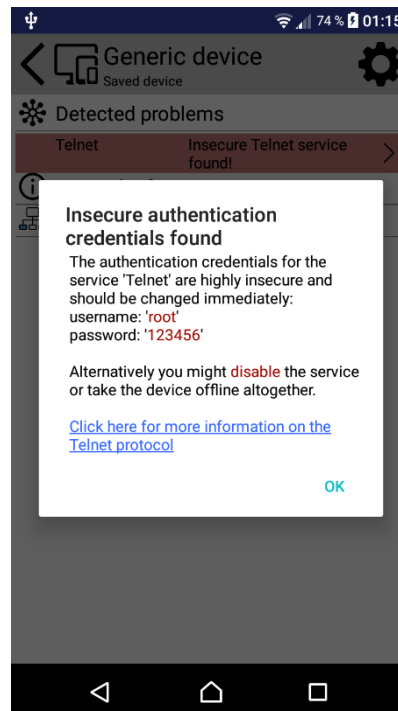 74 % 01:15
Generic device
Saved device
Detected problems
Telnet Insecure Telnet service
found!
Insecure authentication
credentials found
The authentication credentials for the
service 'Telnet' are highly insecure and
should be changed immediately:
username: 'root'
password: '123456'
Alternatively you might disable the service
or take the device offline altogether.
Click here for more information on the
Telnet protocol
OK